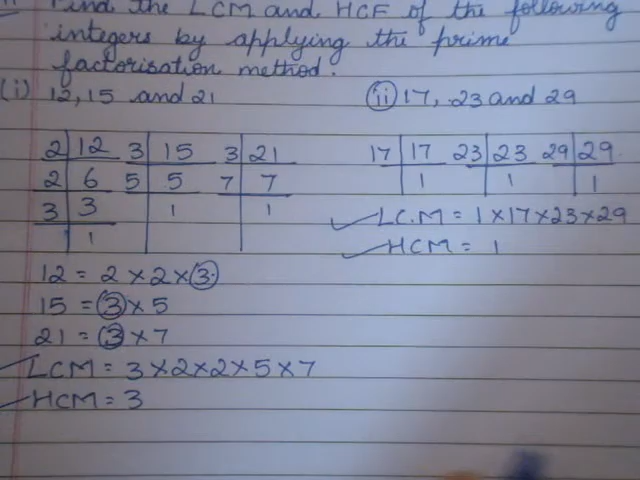 Find the LCM and HCF of the following
integers by applying the prime
factorisation method.
(i) 12, 15 and 21
(ii) 17, 23 and 29
2 | 12 3 | 15 3 | 21
2 | 6 5 | 5 7 | 7
3 | 3 1 1
1
17 | 17 23 | 23 29 | 29
1 1 1
LC.M = 1×17×23×29
HCM = 1
12 = 2 × 2 × 3
15 = 3 × 5
21 = 3 × 7
LCM = 3×2×2×5×7
HCM = 3